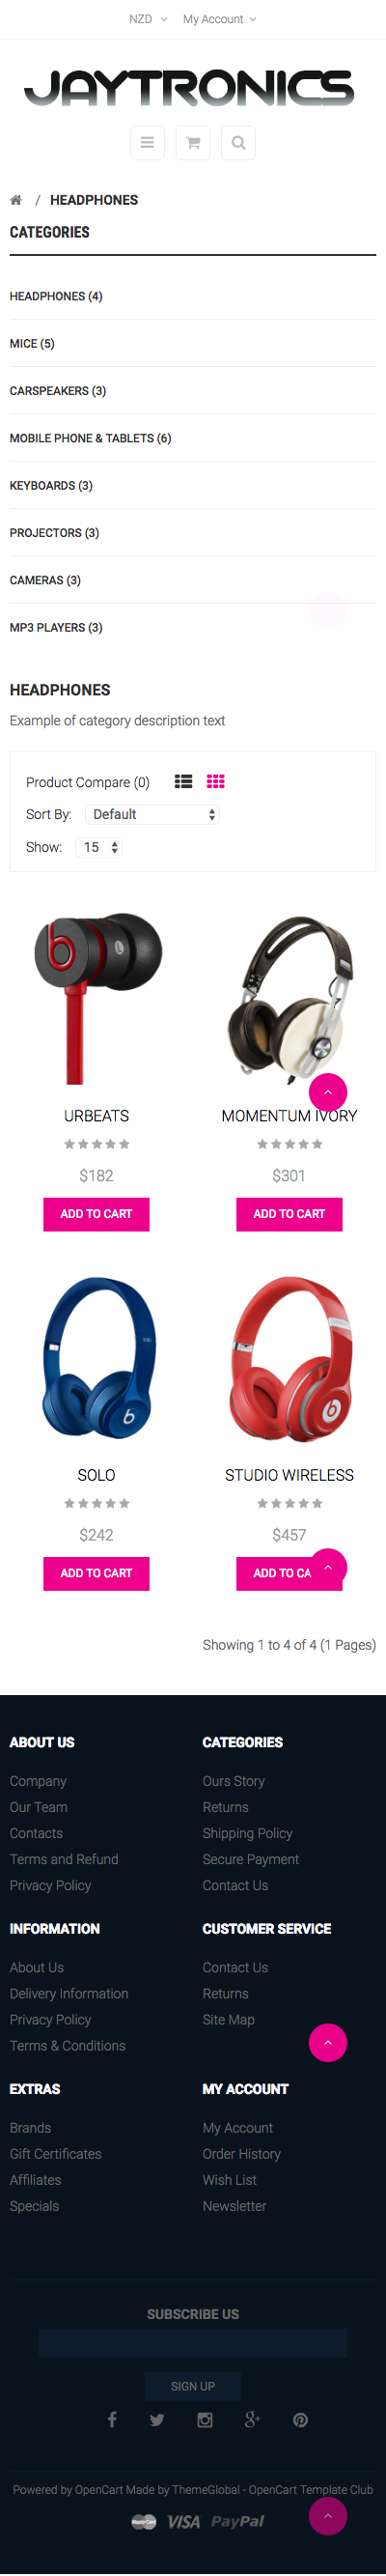 NZD My Account
JAYTRONICS
/ HEADPHONES
CATEGORIES
HEADPHONES (4)
MICE (5)
CARSPEAKERS (3)
MOBILE PHONE & TABLETS (6)
KEYBOARDS (3)
PROJECTORS (3)
CAMERAS (3)
MP3 PLAYERS (3)
HEADPHONES
Example of category description text
Product Compare (0)
Sort By: Default
Show: 15
URBEATS
$182
ADD TO CART
MOMENTUM IVORY
$301
ADD TO CART
SOLO
$242
ADD TO CART
STUDIO WIRELESS
$457
ADD TO CA
Showing 1 to 4 of 4 (1 Pages)
ABOUT US
Company
Our Team
Contacts
Terms and Refund
Privacy Policy
CATEGORIES
Ours Story
Returns
Shipping Policy
Secure Payment
Contact Us
INFORMATION
About Us
Delivery Information
Privacy Policy
Terms & Conditions
CUSTOMER SERVICE
Contact Us
Returns
Site Map
EXTRAS
Brands
Gift Certificates
Affiliates
Specials
MY ACCOUNT
My Account
Order History
Wish List
Newsletter
SUBSCRIBE US
SIGN UP
Powered by OpenCart Made by ThemeGlobal - OpenCart Template Club
MasterCard VISA PayPal